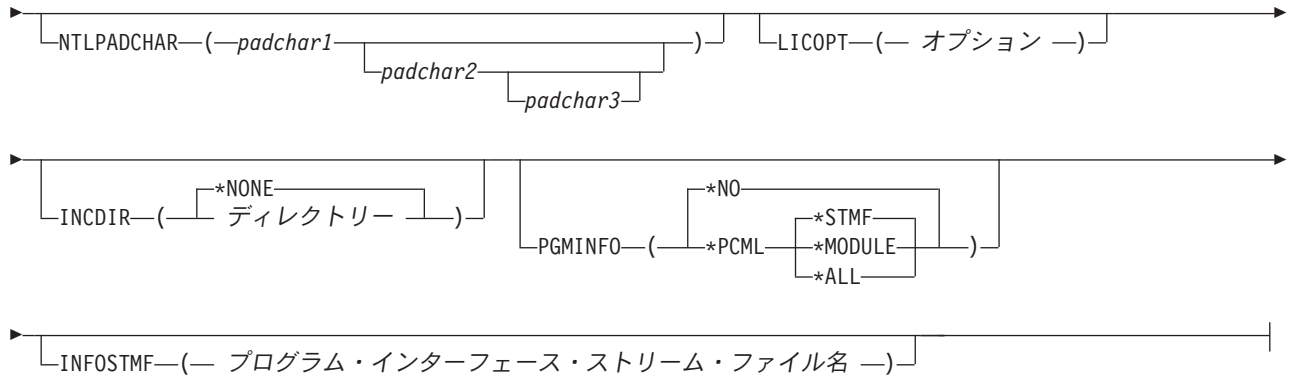 NTLPADCHAR ( padchar1 ) LICOPT ( オプション )
padchar2
padchar3
*NONE *NO
INCDIR ( ディレクトリー ) *STMF
PGMINFO ( *PCML *MODULE )
*ALL
INFOSTMF ( プログラム・インターフェース・ストリーム・ファイル名 )